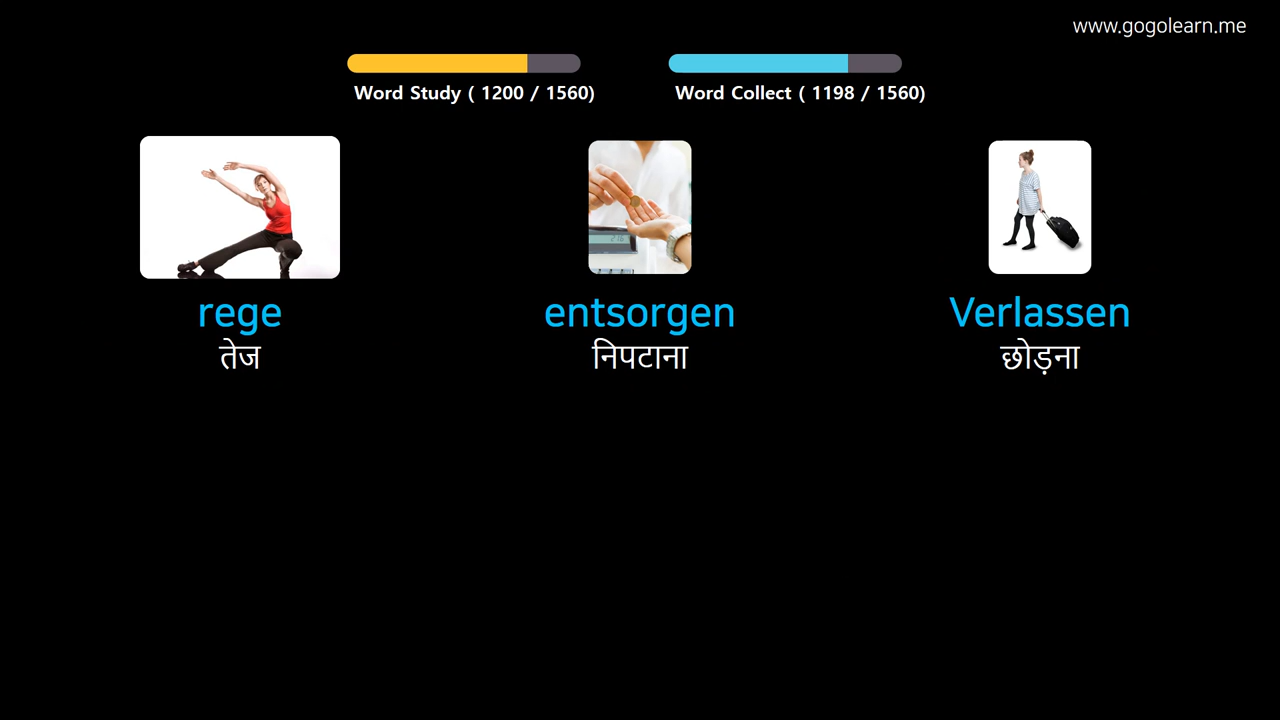 www.gogolearn.me
Word Study ( 1200 / 1560)
Word Collect ( 1198 / 1560)
rege
entsorgen
Verlassen
तेज
निपटाना
छोड़ना